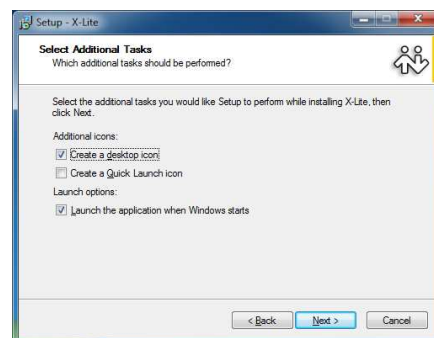 Setup - X-Lite
Select Additional Tasks
Which additional tasks should be performed?
Select the additional tasks you would like Setup to perform while installing X-Lite, then
click Next.
Additional icons:
Create a desktop icon
Create a Quick Launch icon
Launch options:
Launch the application when Windows starts
< Back Next > Cancel